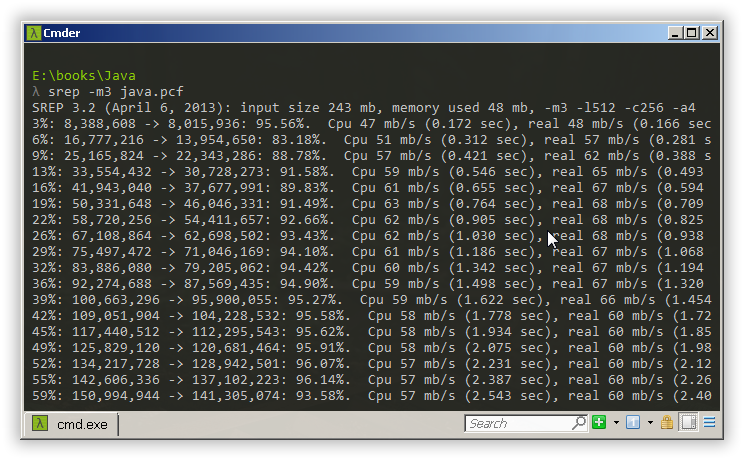 Cmder
E:\books\Java
λ srep -m3 java.pcf
SREP 3.2 (April 6, 2013): input size 243 mb, memory used 48 mb, -m3 -l512 -c256 -a4
3%: 8,388,608 -> 8,015,936: 95.56%.  Cpu 47 mb/s (0.172 sec), real 48 mb/s (0.166 sec
6%: 16,777,216 -> 13,954,650: 83.18%.  Cpu 51 mb/s (0.312 sec), real 57 mb/s (0.281 s
9%: 25,165,824 -> 22,343,286: 88.78%.  Cpu 57 mb/s (0.421 sec), real 62 mb/s (0.388 s
13%: 33,554,432 -> 30,728,273: 91.58%.  Cpu 59 mb/s (0.546 sec), real 65 mb/s (0.493
16%: 41,943,040 -> 37,677,991: 89.83%.  Cpu 61 mb/s (0.655 sec), real 67 mb/s (0.594
19%: 50,331,648 -> 46,046,331: 91.49%.  Cpu 63 mb/s (0.764 sec), real 68 mb/s (0.709
22%: 58,720,256 -> 54,411,657: 92.66%.  Cpu 62 mb/s (0.905 sec), real 68 mb/s (0.825
26%: 67,108,864 -> 62,698,502: 93.43%.  Cpu 62 mb/s (1.030 sec), real 68 mb/s (0.938
29%: 75,497,472 -> 71,046,169: 94.10%.  Cpu 61 mb/s (1.186 sec), real 67 mb/s (1.068
32%: 83,886,080 -> 79,205,062: 94.42%.  Cpu 60 mb/s (1.342 sec), real 67 mb/s (1.194
36%: 92,274,688 -> 87,569,435: 94.90%.  Cpu 59 mb/s (1.498 sec), real 67 mb/s (1.320
39%: 100,663,296 -> 95,900,055: 95.27%.  Cpu 59 mb/s (1.622 sec), real 66 mb/s (1.454
42%: 109,051,904 -> 104,228,532: 95.58%.  Cpu 58 mb/s (1.778 sec), real 60 mb/s (1.72
45%: 117,440,512 -> 112,295,543: 95.62%.  Cpu 58 mb/s (1.934 sec), real 60 mb/s (1.85
49%: 125,829,120 -> 120,681,464: 95.91%.  Cpu 58 mb/s (2.075 sec), real 60 mb/s (1.98
52%: 134,217,728 -> 128,942,501: 96.07%.  Cpu 57 mb/s (2.231 sec), real 60 mb/s (2.12
55%: 142,606,336 -> 137,102,223: 96.14%.  Cpu 57 mb/s (2.387 sec), real 60 mb/s (2.26
59%: 150,994,944 -> 141,305,074: 93.58%.  Cpu 57 mb/s (2.543 sec), real 60 mb/s (2.40
cmd.exe
Search